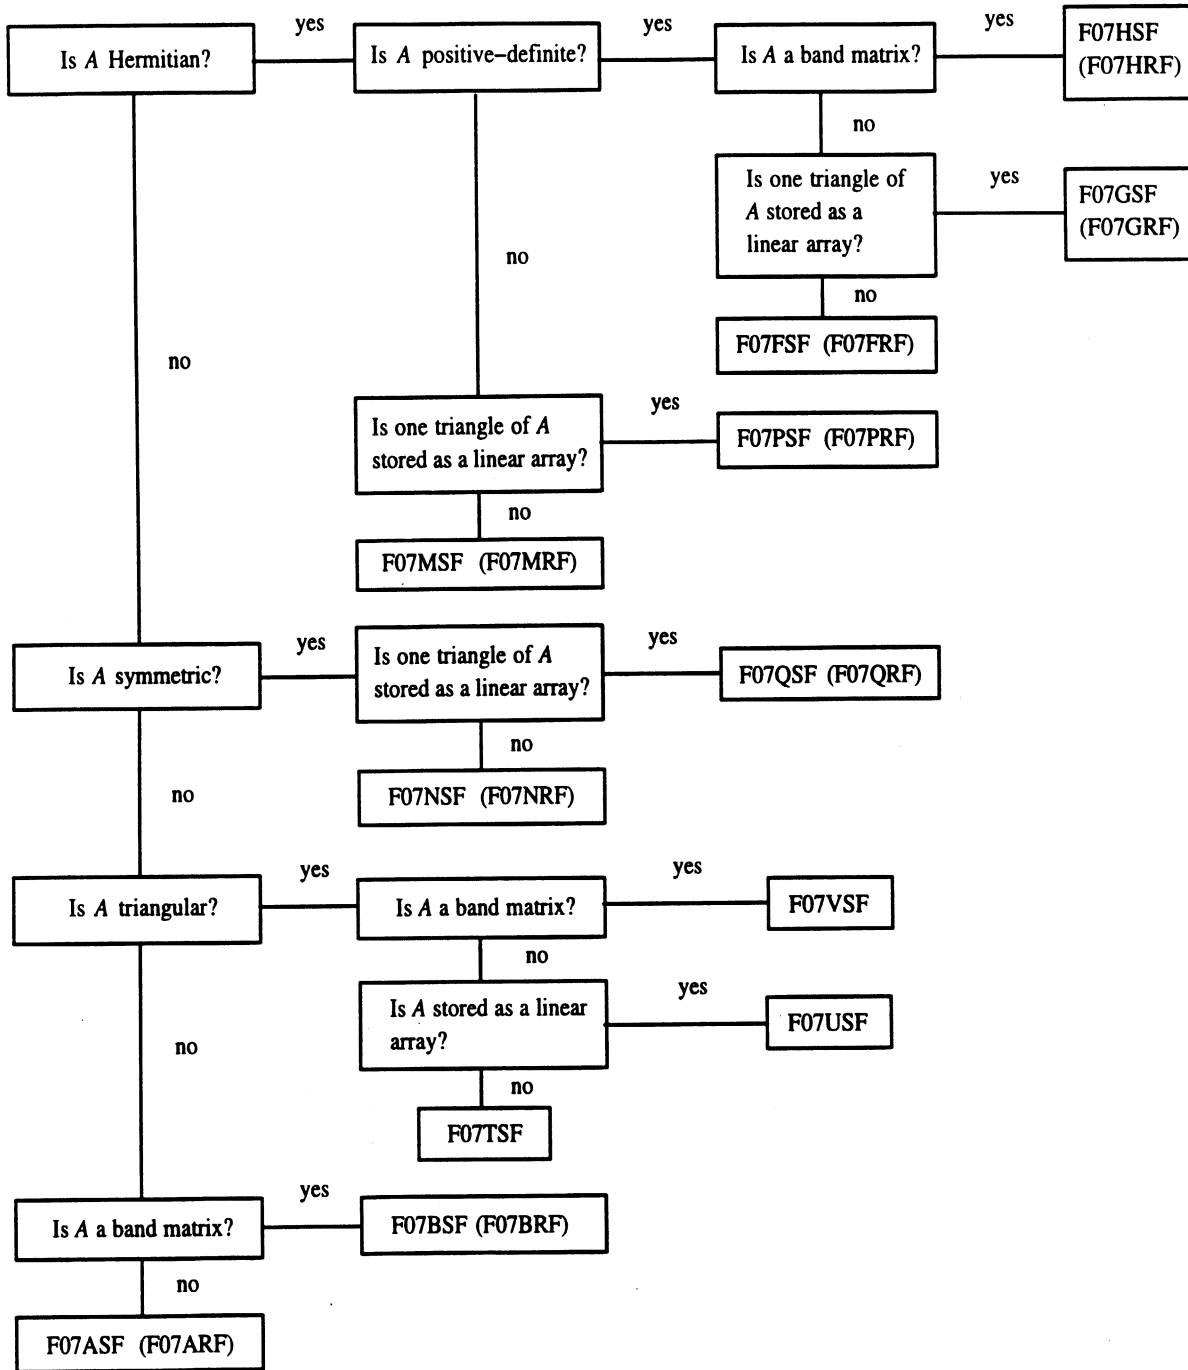 yes
yes
yes
Is A Hermitian?
Is A positive-definite?
Is A a band matrix?
F07HSF
(F07HRF)
no
Is one triangle of
A stored as a
linear array?
yes
F07GSF
(F07GRF)
no
no
F07FSF (F07FRF)
no
Is one triangle of A
stored as a linear array?
yes
F07PSF (F07PRF)
no
F07MSF (F07MRF)
Is A symmetric?
yes
Is one triangle of A
stored as a linear array?
yes
F07QSF (F07QRF)
no
F07NSF (F07NRF)
no
Is A triangular?
yes
Is A a band matrix?
yes
F07VSF
no
Is A stored as a linear
array?
yes
F07USF
no
no
F07TSF
Is A a band matrix?
yes
F07BSF (F07BRF)
no
F07ASF (F07ARF)